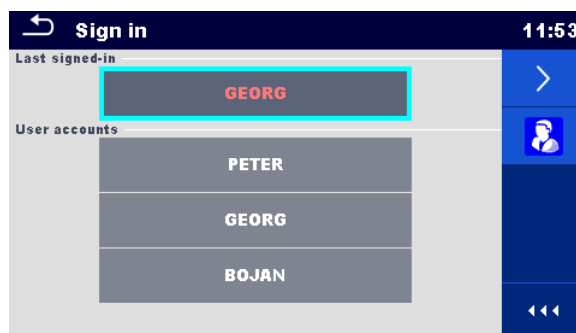 Sign in
11:53
Last signed-in
GEORG
User accounts
PETER
GEORG
BOJAN